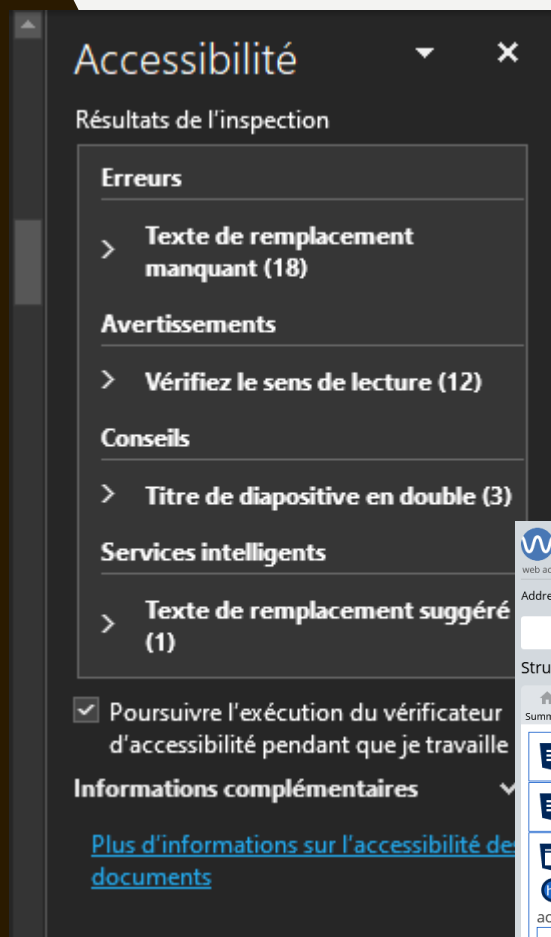 Accessibilité
Résultats de l'inspection
Erreurs
Texte de remplacement
manquant (18)
Avertissements
Vérifiez le sens de lecture (12)
Conseils
Titre de diapositive en double (3)
Services intelligents
Texte de remplacement suggéré
(1)
Poursuivre l'exécution du vérificateur
d'accessibilité pendant que je travaille
Informations complémentaires
Plus d'informations sur l'accessibilité des
documents
web